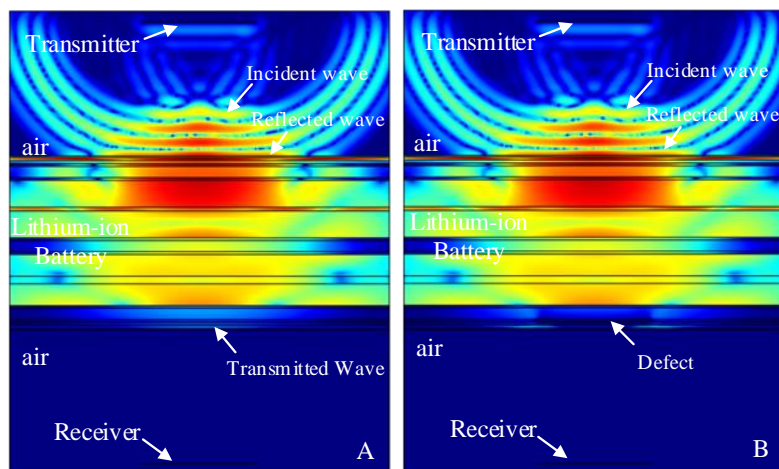 Transmitter
Incident wave
Reflected wave
air
Lithium-ion
Battery
air
Transmitted Wave
Receiver
A
Transmitter
Incident wave
Reflected wave
air
Lithium-ion
Battery
air
Defect
Receiver
B